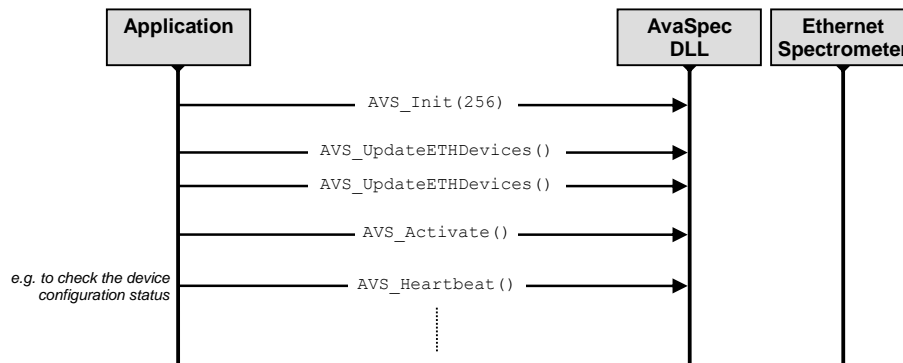 Application
AvaSpec
DLL
Ethernet
Spectrometer
AVS_Init(256)
AVS_UpdateETHDevices()
AVS_UpdateETHDevices()
AVS_Activate()
e.g. to check the device
configuration status
AVS_Heartbeat()